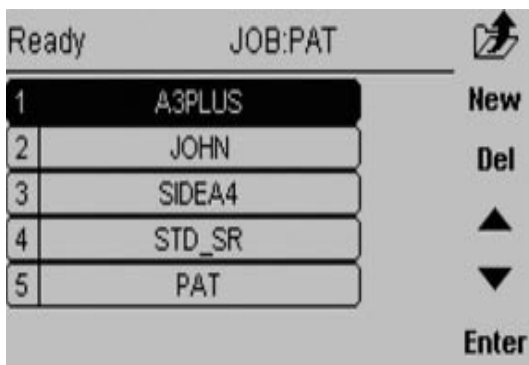 Ready JOB:PAT
New
Del
Enter
1 A3PLUS
2 JOHN
3 SIDEA4
4 STD_SR
5 PAT